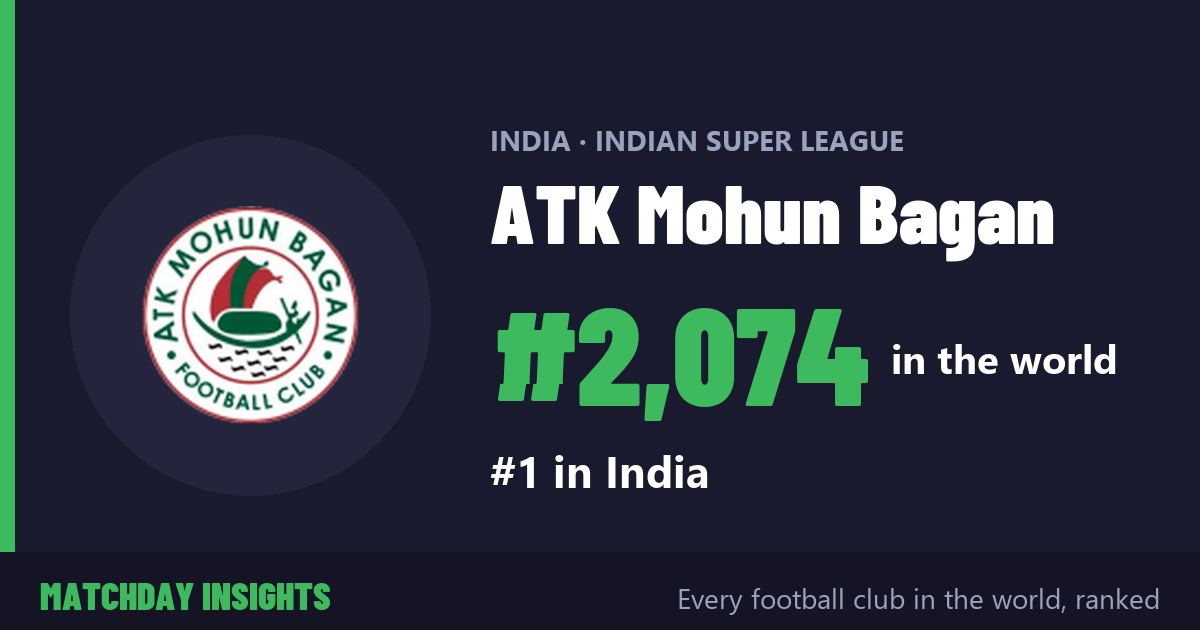 INDIA · INDIAN SUPER LEAGUE
ATK Mohun Bagan
ATK MOHUN BAGAN
• FOOTBALL CLUB •
#2,074 in the world
#1 in India
MATCHDAY INSIGHTS
Every football club in the world, ranked